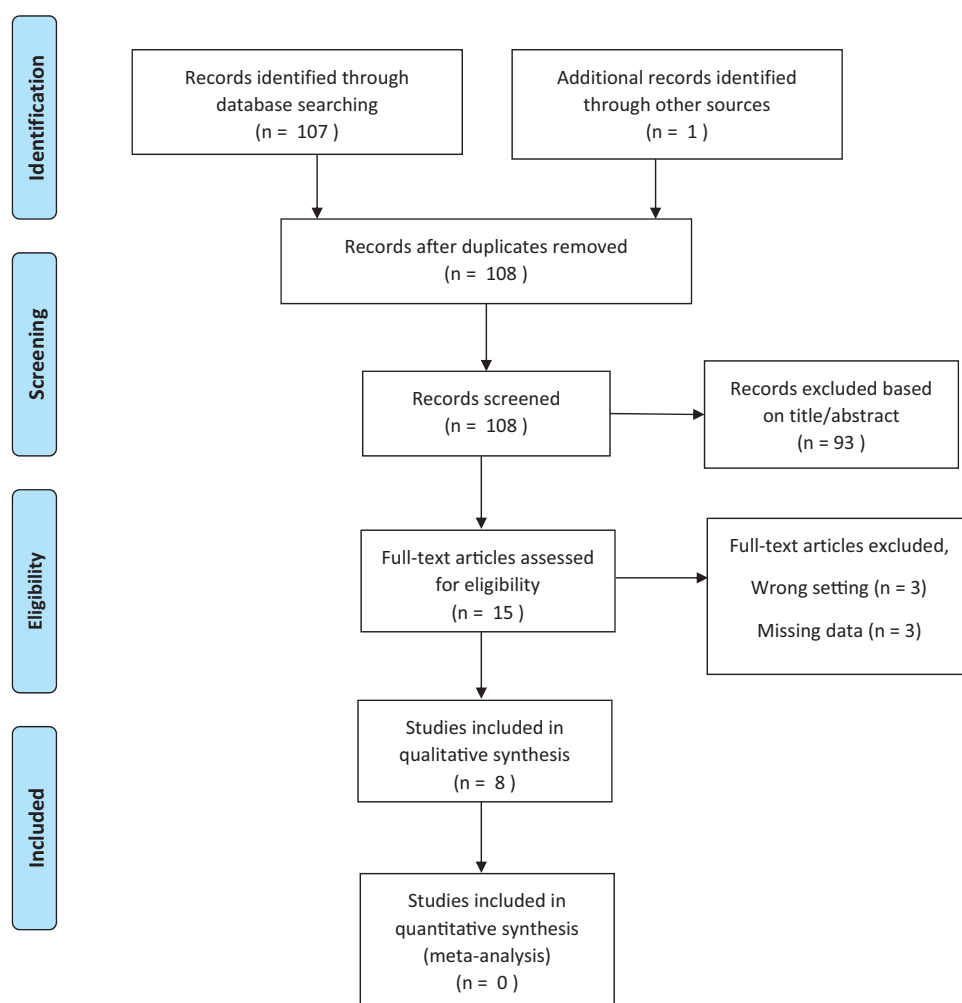 Identification
Records identified through
database searching
(n = 107 )
Additional records identified
through other sources
(n = 1 )
Records after duplicates removed
(n = 108 )
Screening
Records screened
(n = 108 )
Records excluded based
on title/abstract
(n = 93 )
Eligibility
Full-text articles assessed
for eligibility
(n = 15 )
Full-text articles excluded,
Wrong setting (n = 3)
Missing data (n = 3)
Included
Studies included in
qualitative synthesis
(n = 8 )
Studies included in
quantitative synthesis
(meta-analysis)
(n = 0 )